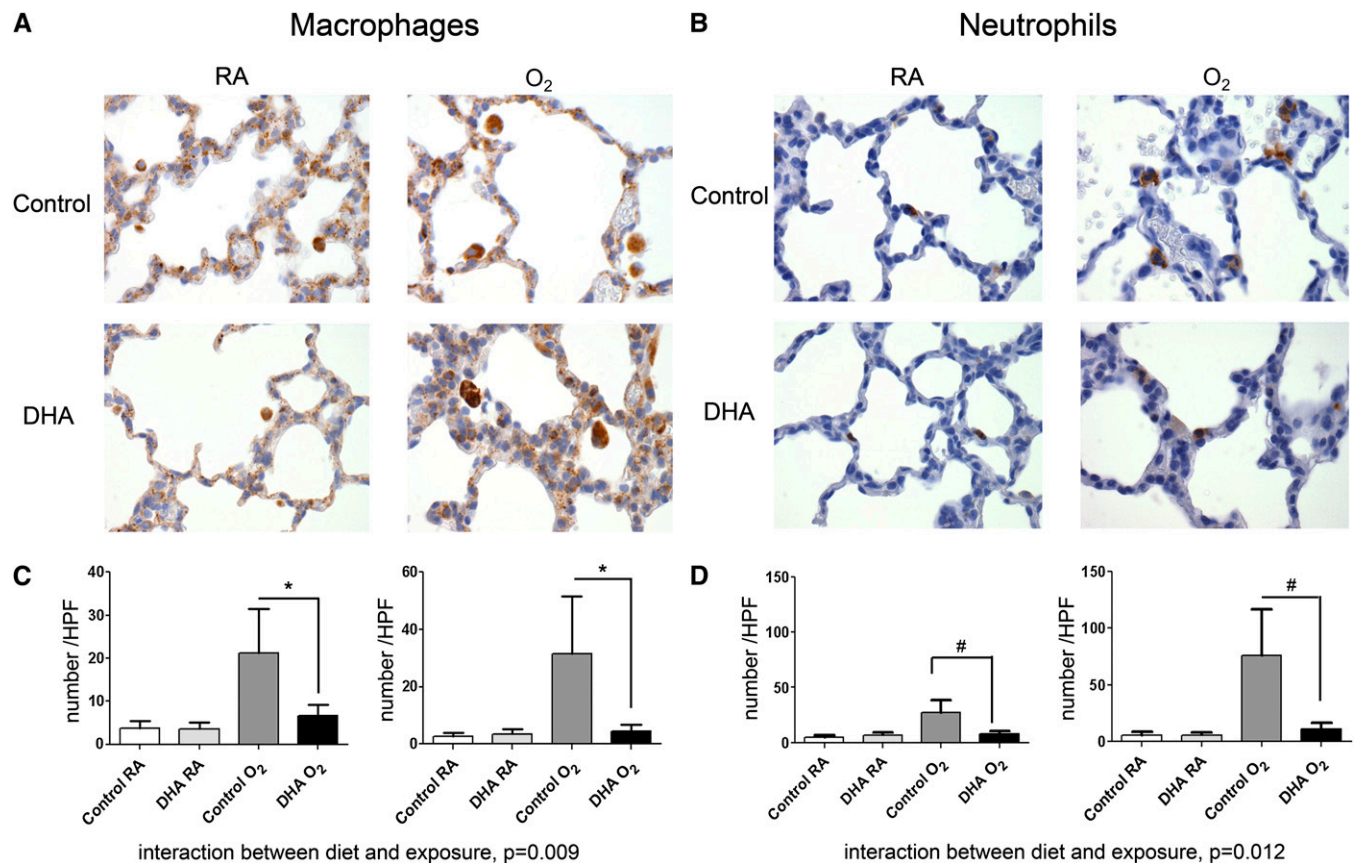 A Macrophages
RA O₂
Control
DHA
B Neutrophils
RA O₂
Control
DHA
C
number /HPF
40
30
20
10
0
*
Control RA DHA RA Control O₂ DHA O₂
number /HPF
60
40
20
0
*
Control RA DHA RA Control O₂ DHA O₂
interaction between diet and exposure, p=0.009
D
number /HPF
150
100
50
0
#
Control RA DHA RA Control O₂ DHA O₂
number /HPF
150
100
50
0
#
Control RA DHA RA Control O₂ DHA O₂
interaction between diet and exposure, p=0.012